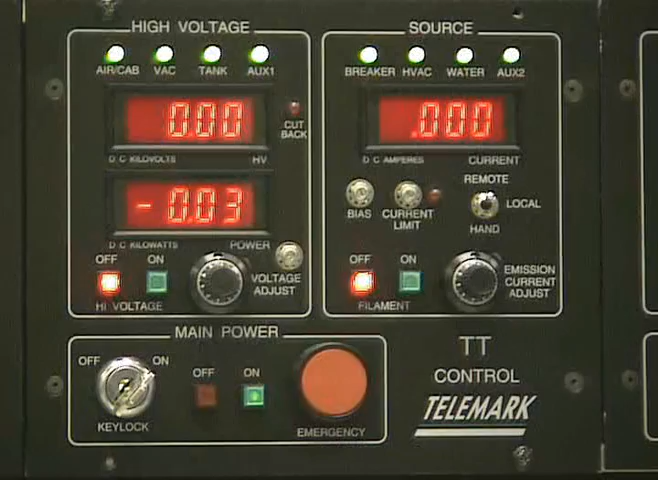 HIGH VOLTAGE
AIR/CAB VAC TANK AUX1
0.00
CUT
BACK
D C KILOVOLTS HV
-0.03
D C KILOWATTS POWER
OFF ON
VOLTAGE
ADJUST
HI VOLTAGE
SOURCE
BREAKER HVAC WATER AUX2
.000
D C AMPERES CURRENT
REMOTE
LOCAL
HAND
BIAS
CURRENT
LIMIT
OFF ON
EMISSION
CURRENT
ADJUST
FILAMENT
MAIN POWER
OFF ON
OFF ON
KEYLOCK
EMERGENCY
TT
CONTROL
TELEMARK